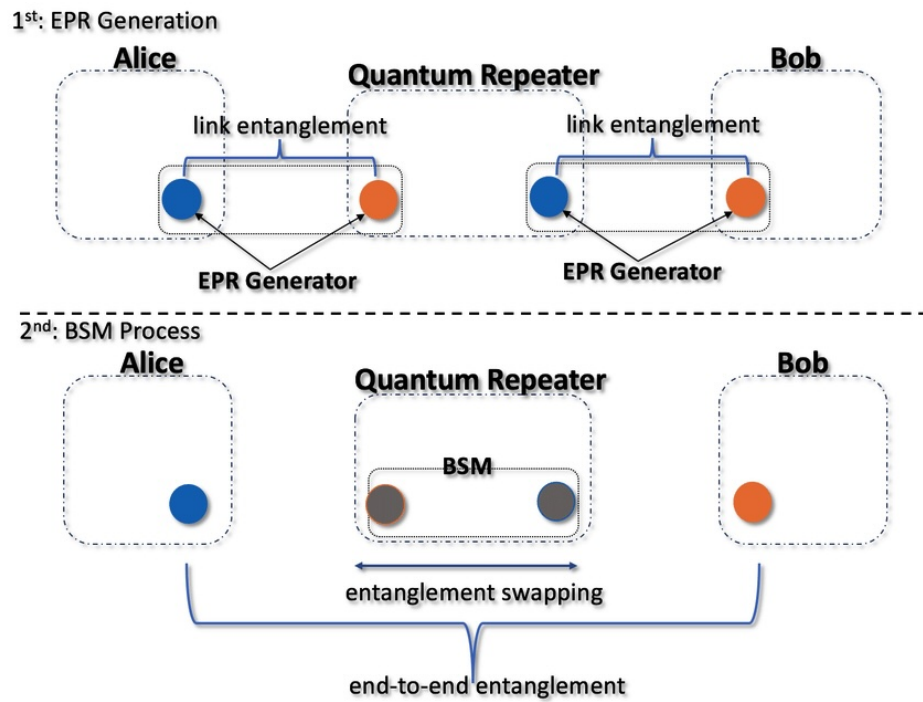 1st: EPR Generation
Alice
Quantum Repeater
Bob
link entanglement
link entanglement
EPR Generator
EPR Generator
2nd: BSM Process
Alice
Quantum Repeater
Bob
BSM
entanglement swapping
end-to-end entanglement